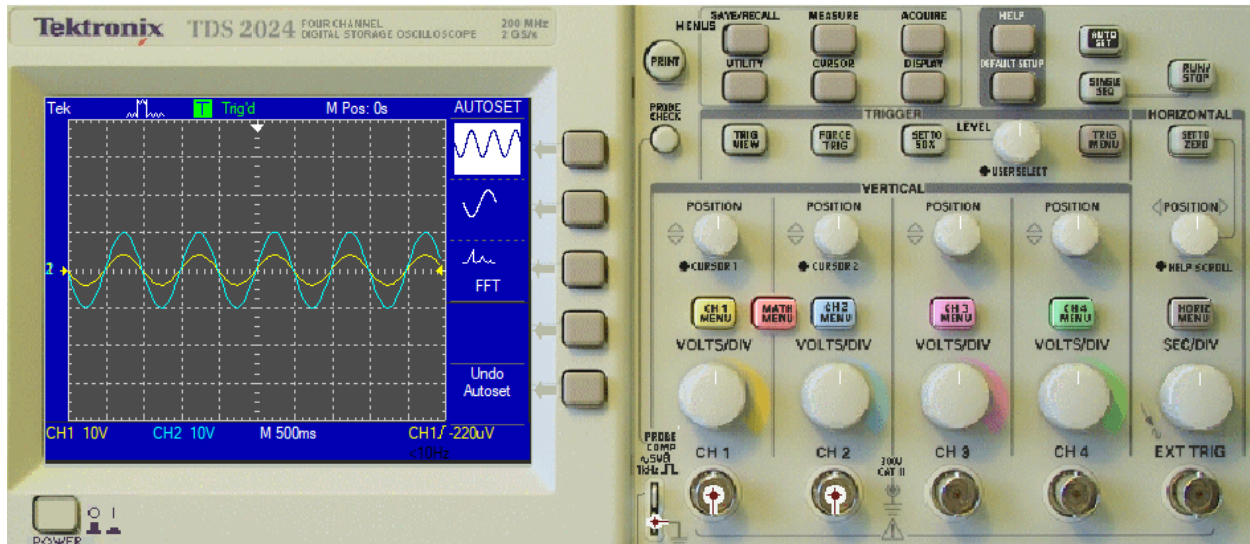 Tektronix TDS 2024 FOUR CHANNEL DIGITAL STORAGE OSCILLOSCOPE 200 MHz 2 GS/s
Tek T Trig'd M Pos: 0s AUTOSET
FFT
Undo
Autoset
CH1 10V CH2 10V M 500ms CH1 -220uV
<10Hz
POWER
MENUS
SAVE/RECALL MEASURE ACQUIRE HELP
AUTO SET
PRINT
UTILITY CURSOR DISPLAY DEFAULT SETUP
SINGLE SEQ
RUN/STOP
PROBE CHECK
TRIGGER
HORIZONTAL
TRIG VIEW
FORCE TRIG
SET TO 50%
LEVEL
USER SELECT
TRIG MENU
SET TO ZERO
VERTICAL
POSITION POSITION POSITION POSITION POSITION
CURSOR 1 CURSOR 2 HELP SCROLL
CH 1 MENU
MATH MENU
CH 2 MENU
CH 3 MENU
CH 4 MENU
HORIZ MENU
VOLTS/DIV VOLTS/DIV VOLTS/DIV VOLTS/DIV SEC/DIV
PROBE COMP
~5V@
1kHz
CH 1 CH 2 CH 3 CH 4 EXT TRIG
300V
CAT II